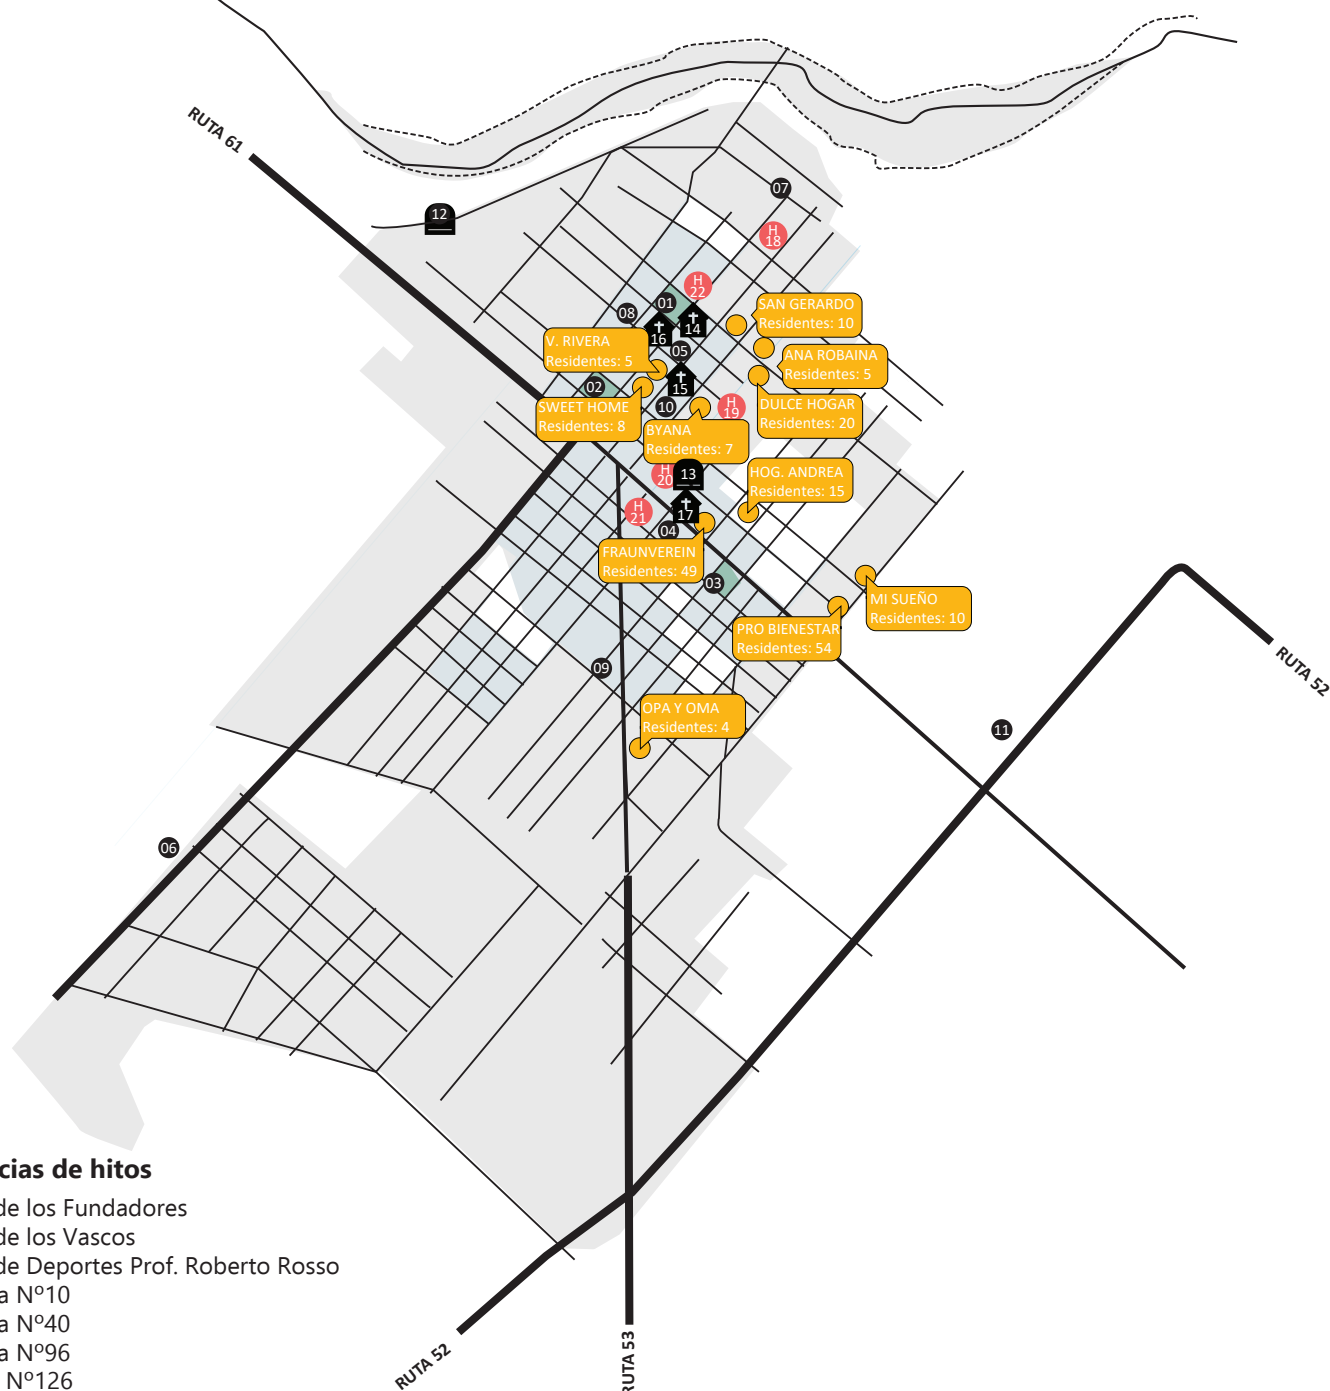 RUTA 61
12
07
H
18
H
22
01
08
14
16
SAN GERARDO
Residentes: 10
V. RIVERA
Residentes: 5
05
ANA ROBAINA
Residentes: 5
15
02
10
H
19
SWEET HOME
Residentes: 8
DULCE HOGAR
Residentes: 20
BYANA
Residentes: 7
H
20
13
HOG. ANDREA
Residentes: 15
H
21
17
04
FRAUNVEREIN
Residentes: 49
03
MI SUEÑO
Residentes: 10
PRO BIENESTAR
Residentes: 54
09
RUTA 52
OPA Y OMA
Residentes: 4
11
06
cias de hitos
de los Fundadores
de los Vascos
de Deportes Prof. Roberto Rosso
a Nº10
a Nº40
a Nº96
Nº126
RUTA 52
RUTA 53